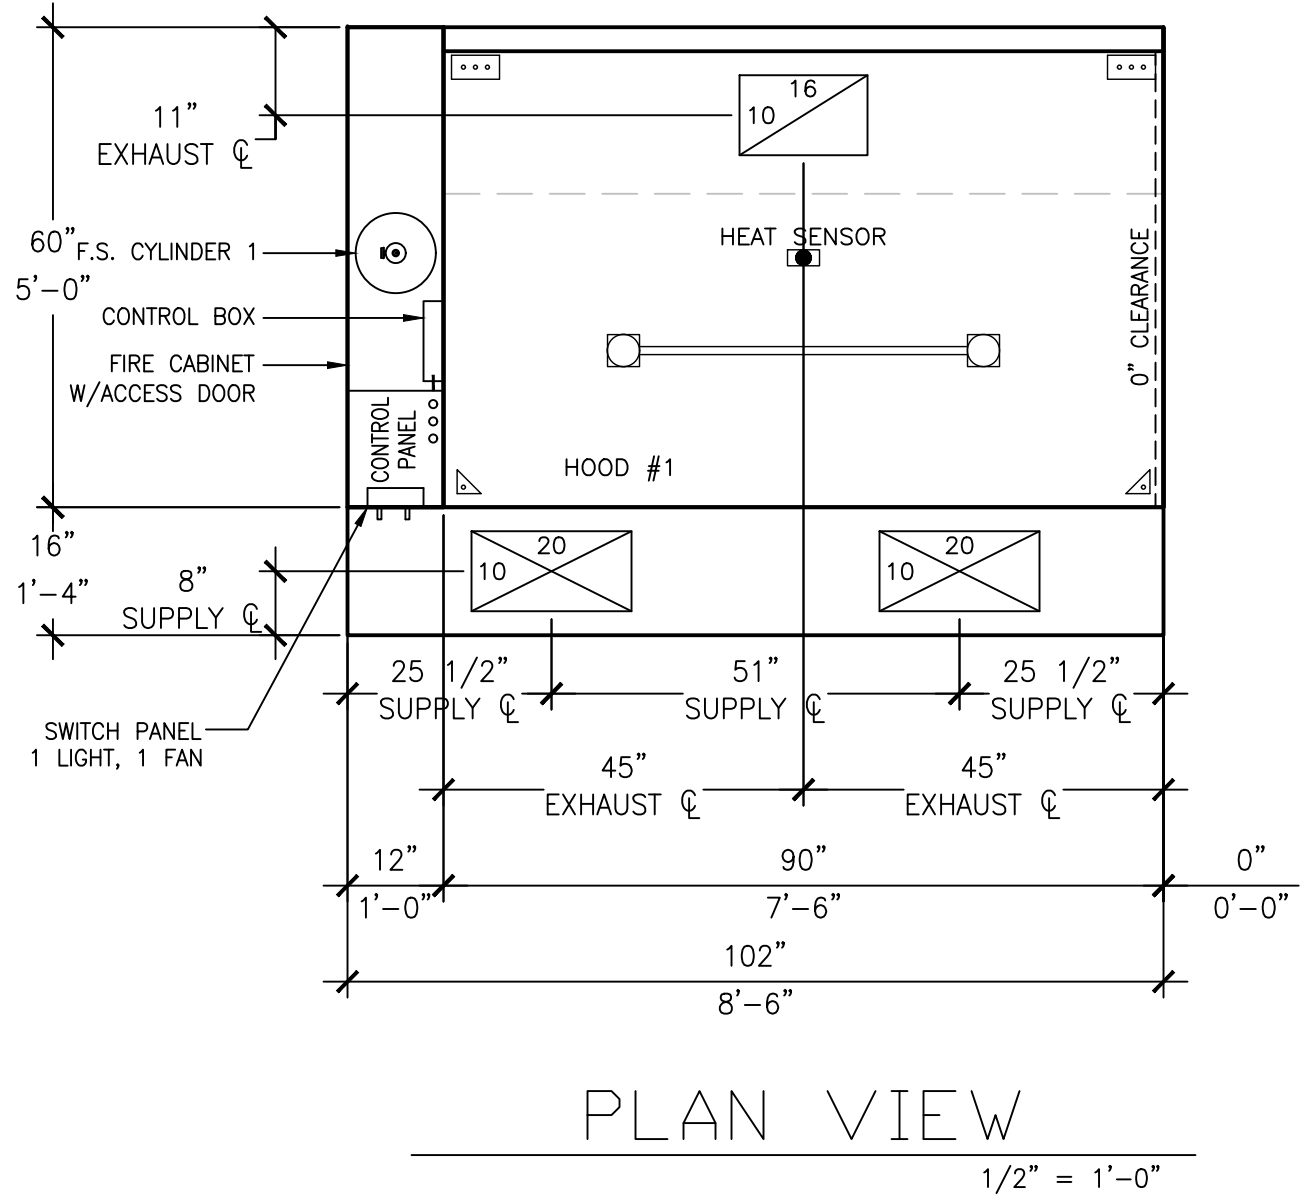 16
10
11”
EXHAUST ℄
60”
5’-0”
F.S. CYLINDER 1
HEAT SENSOR
0” CLEARANCE
CONTROL BOX
FIRE CABINET
W/ACCESS DOOR
CONTROL
PANEL
HOOD #1
16”
1’-4”
8”
SUPPLY ℄
20
10
20
10
25 1/2”
SUPPLY ℄
51”
SUPPLY ℄
25 1/2”
SUPPLY ℄
SWITCH PANEL
1 LIGHT, 1 FAN
45”
EXHAUST ℄
45”
EXHAUST ℄
12”
1’-0”
90”
7’-6”
0”
0’-0”
102”
8’-6”
PLAN VIEW
1/2” = 1’-0”